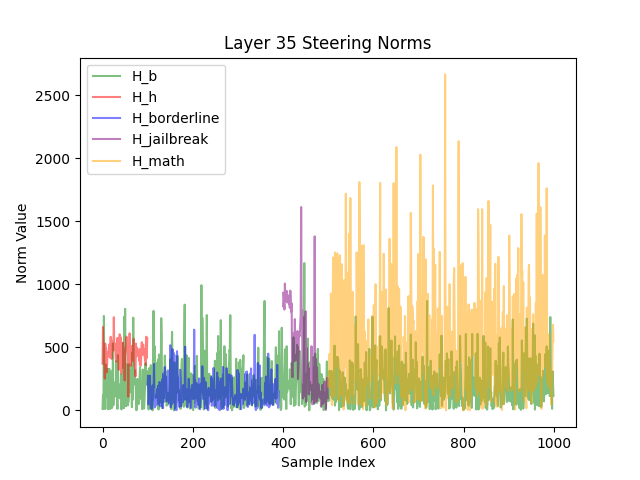 Layer 35 Steering Norms
H_b
H_h
H_borderline
H_jailbreak
H_math
Norm Value
2500
2000
1500
1000
500
0
0 200 400 600 800 1000
Sample Index